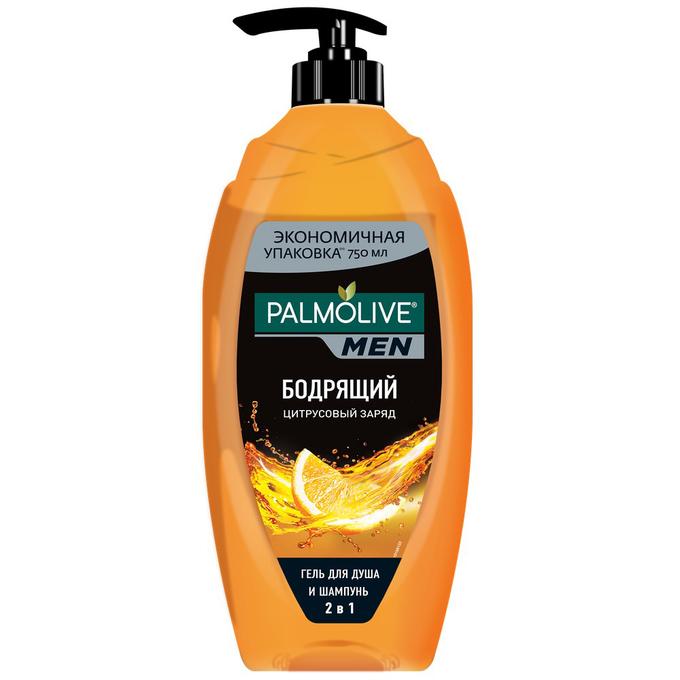 ЭКОНОМИЧНАЯ
УПАКОВКА™ 750 мл
PALMOLIVE®
MEN
БОДРЯЩИЙ
ЦИТРУСОВЫЙ ЗАРЯД
ГЕЛЬ ДЛЯ ДУША
И ШАМПУНЬ
2 в 1